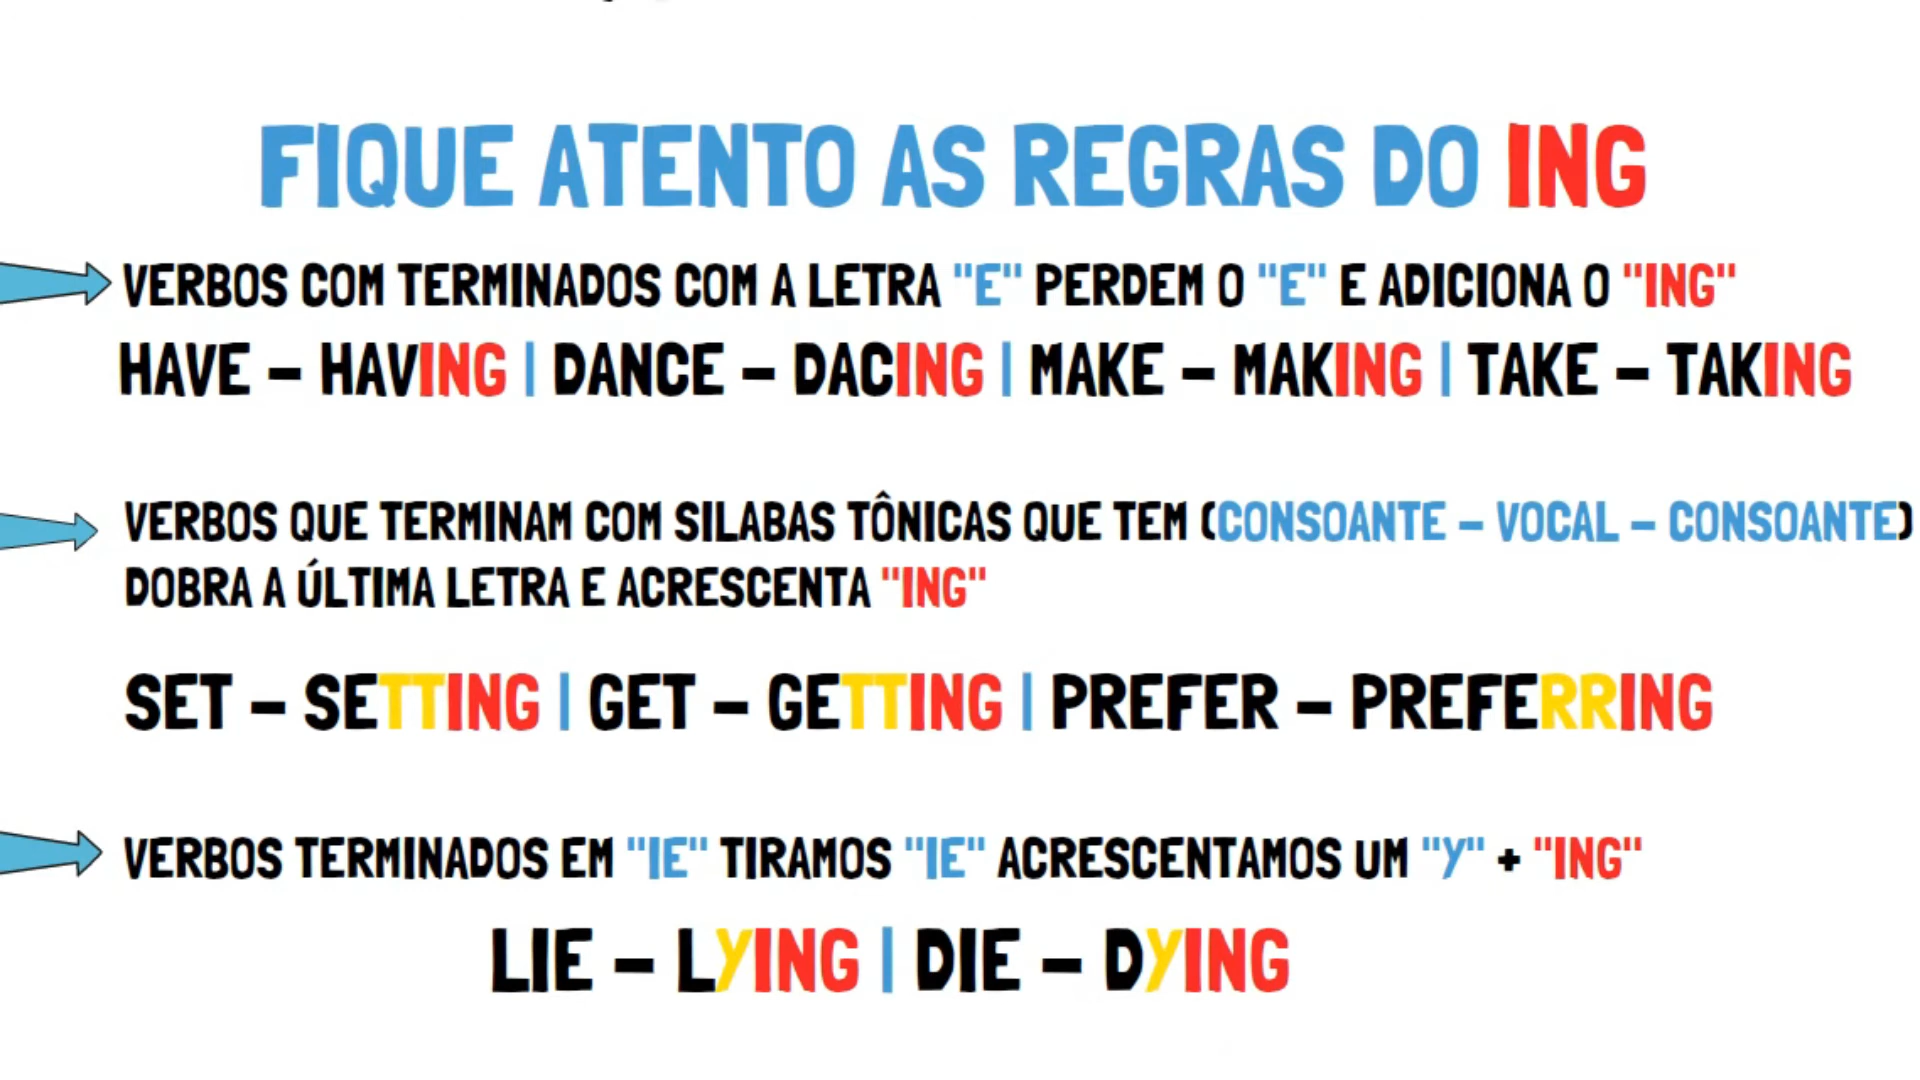 FIQUE ATENTO AS REGRAS DO ING
VERBOS COM TERMINADOS COM A LETRA "E" PERDEM O "E" E ADICIONA O "ING"
HAVE – HAVING | DANCE – DACING | MAKE – MAKING | TAKE – TAKING
VERBOS QUE TERMINAM COM SILABAS TÔNICAS QUE TEM (CONSOANTE – VOCAL – CONSOANTE)
DOBRA A ÚLTIMA LETRA E ACRESCENTA "ING"
SET – SETTING | GET – GETTING | PREFER – PREFERRING
VERBOS TERMINADOS EM "IE" TIRAMOS "IE" ACRESCENTAMOS UM "Y" + "ING"
LIE – LYING | DIE – DYING